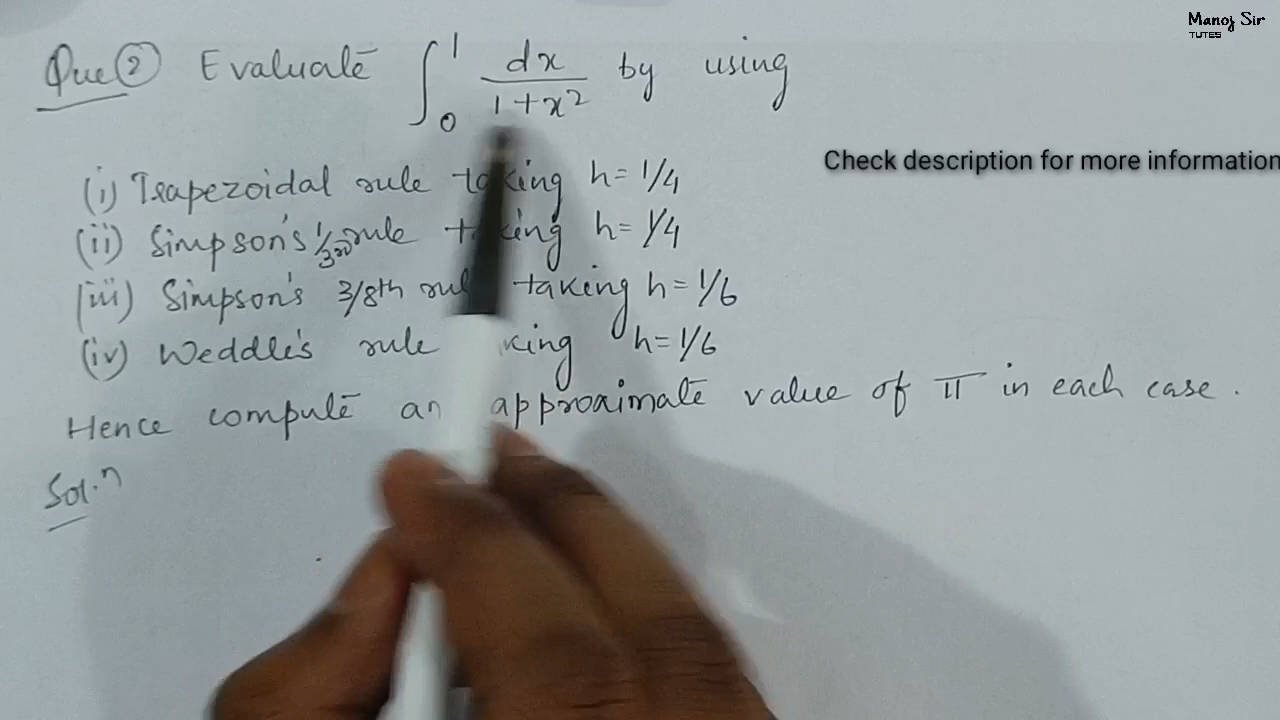 Manoj Sir
TUTES
Que 2 Evaluate ∫₀¹ dx/(1+x²) by using
Check description for more information
(i) Trapezoidal rule taking h = 1/4
(ii) Simpson's 1/3rd rule taking h = 1/4
(iii) Simpson's 3/8th rule taking h = 1/6
(iv) Weddle's rule taking h = 1/6
Hence compute an approximate value of π in each case.
Sol.n